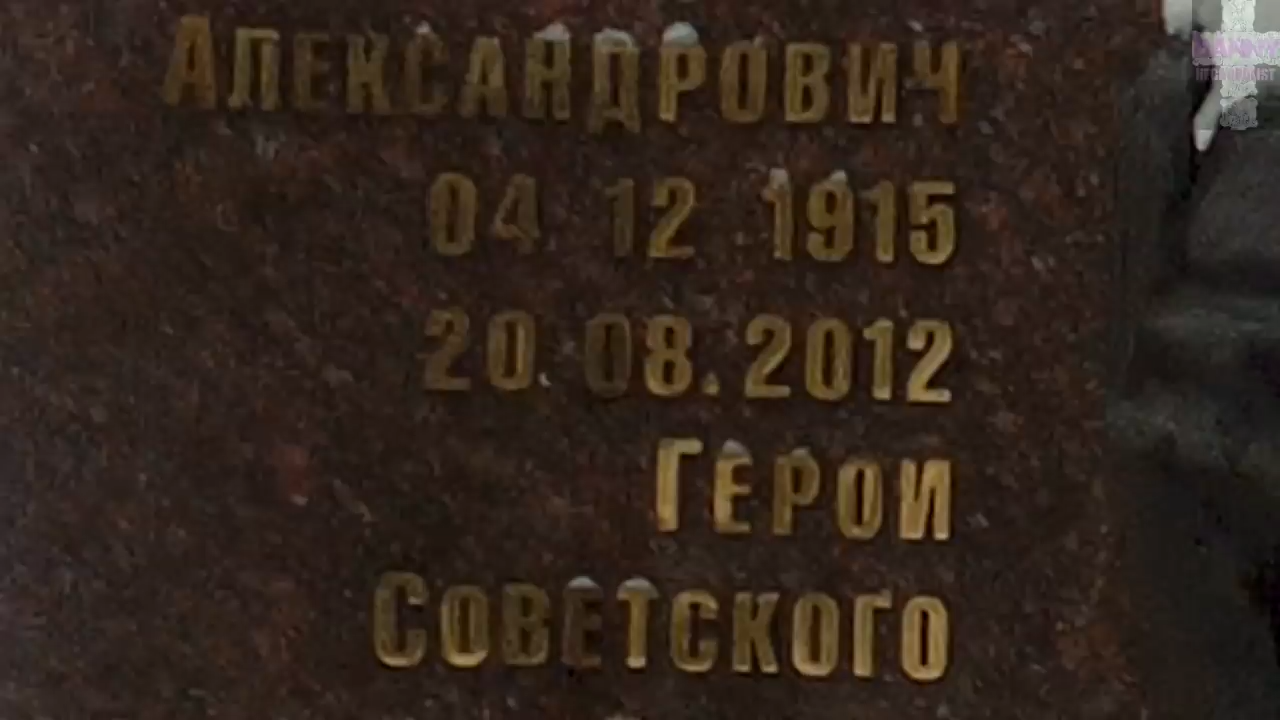 Александрович
04 12 1915
20.08.2012
Герои
Советского